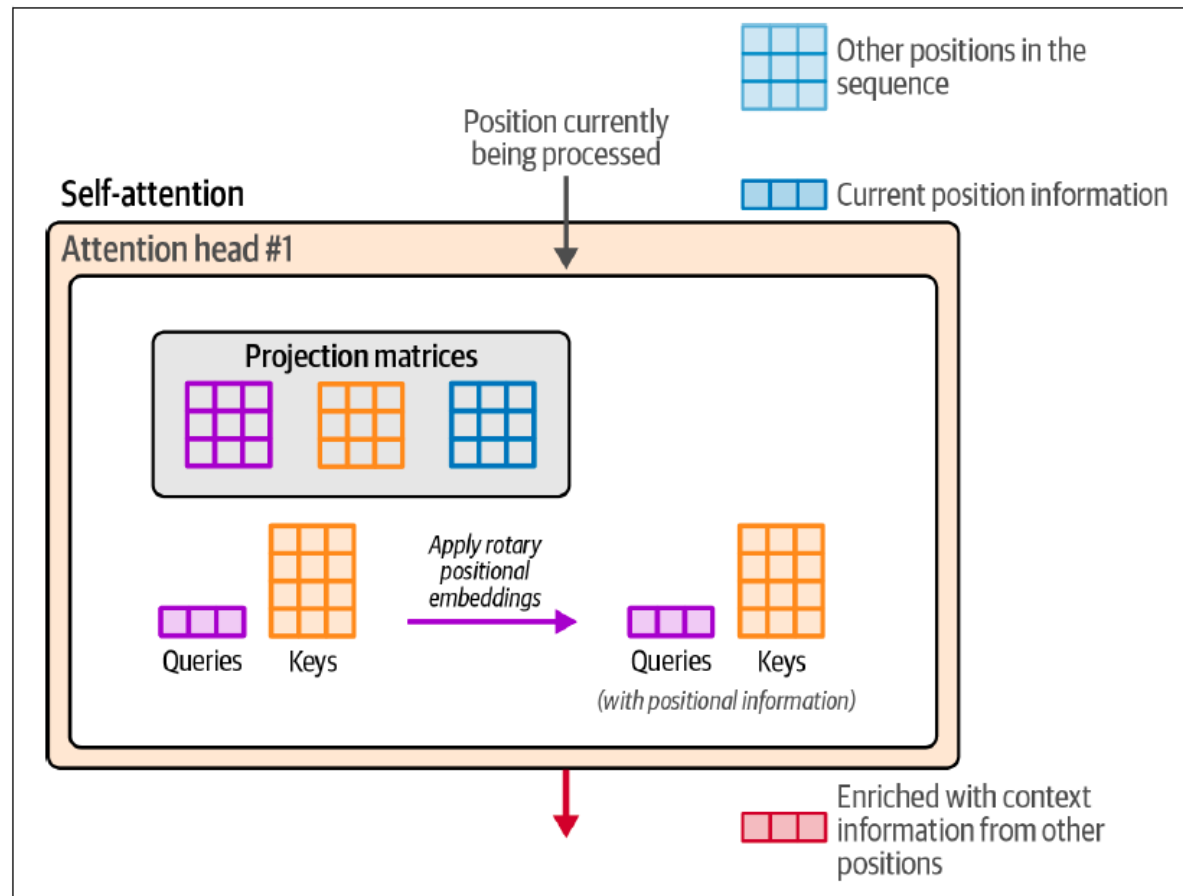 Other positions in the
sequence
Position currently
being processed
Current position information
Self-attention
Attention head #1
Projection matrices
Apply rotary
positional
embeddings
Queries
Keys
Queries
Keys
(with positional information)
Enriched with context
information from other
positions